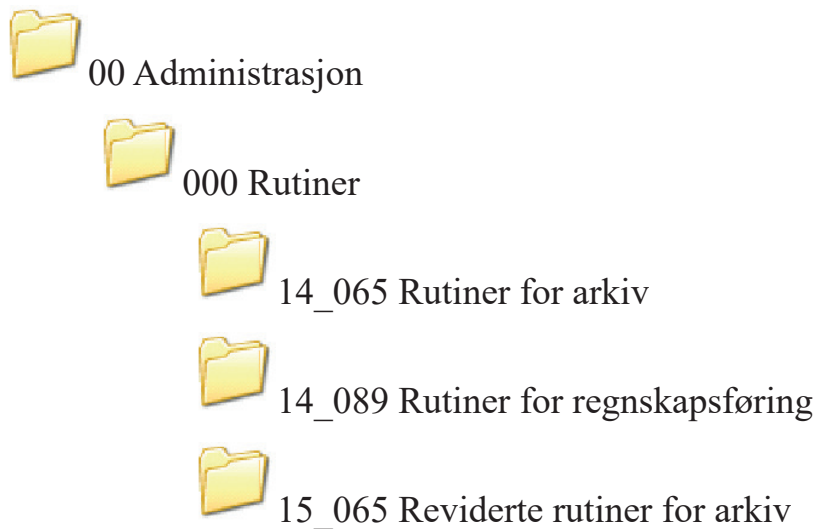 00 Administrasjon
000 Rutiner
14_065 Rutiner for arkiv
14_089 Rutiner for regnskapsføring
15_065 Reviderte rutiner for arkiv